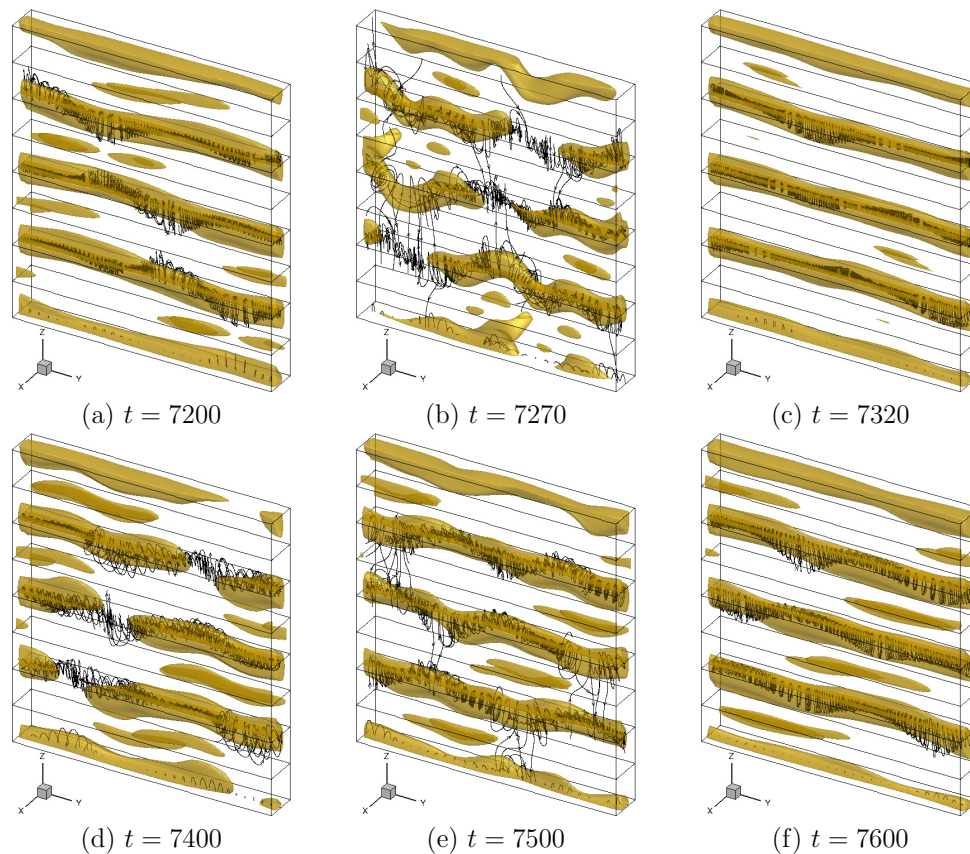 Z
X
Y
Z
X
Y
Z
X
Y
(a) t = 7200
(b) t = 7270
(c) t = 7320
Z
X
Y
Z
X
Y
Z
X
Y
(d) t = 7400
(e) t = 7500
(f) t = 7600